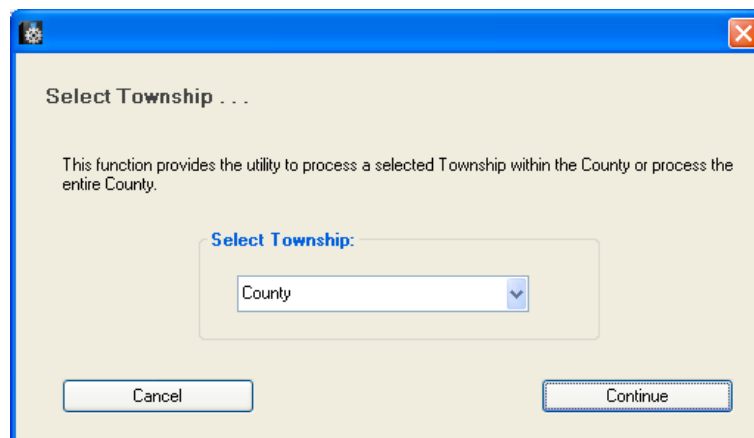 Select Township . . .
This function provides the utility to process a selected Township within the County or process the
entire County.
Select Township:
County
Cancel
Continue